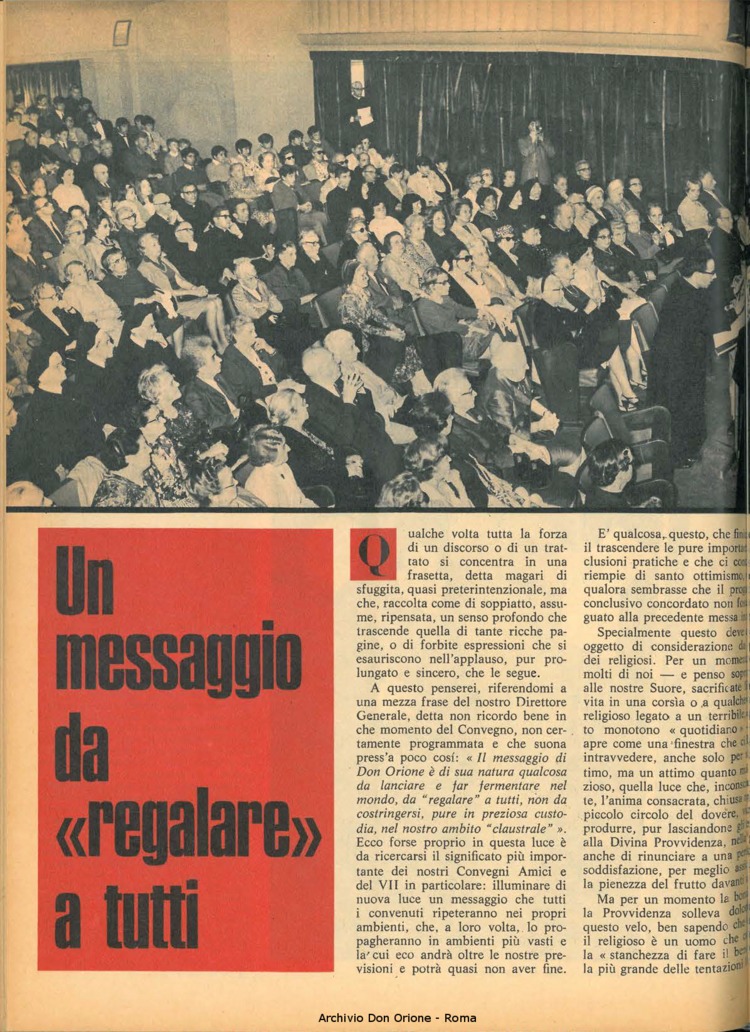 Un
messaggio
da
«regalare»
a tutti
Qualche volta tutta la forza
di un discorso o di un trat-
tato si concentra in una
frasetta, detta magari di
sfuggita, quasi preterintenzionale, ma
che, raccolta come di soppiatto, assu-
me, ripensata, un senso profondo che
trascende quella di tante ricche pa-
gine, o di forbite espressioni che si
esauriscono nell'applauso, pur pro-
lungato e sincero, che le segue.
A questo penserei, riferendomi a
una mezza frase del nostro Direttore
Generale, detta non ricordo bene in
che momento del Convegno, non cer-
tamente programmata e che suona
press'a poco cosí: « Il messaggio di
Don Orione è di sua natura qualcosa
da lanciare e far fermentare nel
mondo, da "regalare" a tutti, non da
costringersi, pure in preziosa custo-
dia, nel nostro ambito "claustrale" ».
Ecco forse proprio in questa luce è
da ricercarsi il significato più impor-
tante dei nostri Convegni Amici e
del VII in particolare: illuminare di
nuova luce un messaggio che tutti
i convenuti ripeteranno nei propri
ambienti, che, a loro volta, lo pro-
pagheranno in ambienti più vasti e
la cui eco andrà oltre le nostre pre-
visioni e potrà quasi non aver fine.
E' qualcosa, questo, che
il trascendere le pure
clusioni pratiche e che ci
riempie di santo ottimismo,
qualora sembrasse che il
conclusivo concordato non
guato alla precedente messa
Specialmente questo
oggetto di considerazione
dei religiosi. Per un
molti di noi — e penso
alle nostre Suore, sacrificate
vita in una corsìa o a
religioso legato a un
to monotono « quotidiano »
apre come una finestra che
intravvedere, anche solo per
timo, ma un attimo quanto
zioso, quella luce che,
te, l'anima consacrata, chiusa
piccolo circolo del dovere,
produrre, pur lasciandone
alla Divina Provvidenza,
anche di rinunciare a una
soddisfazione, per meglio
la pienezza del frutto
Ma per un momento la
la Provvidenza solleva
questo velo, ben sapendo
il religioso è un uomo che
la « stanchezza di fare il
la più grande delle
Archivio Don Orione - Roma